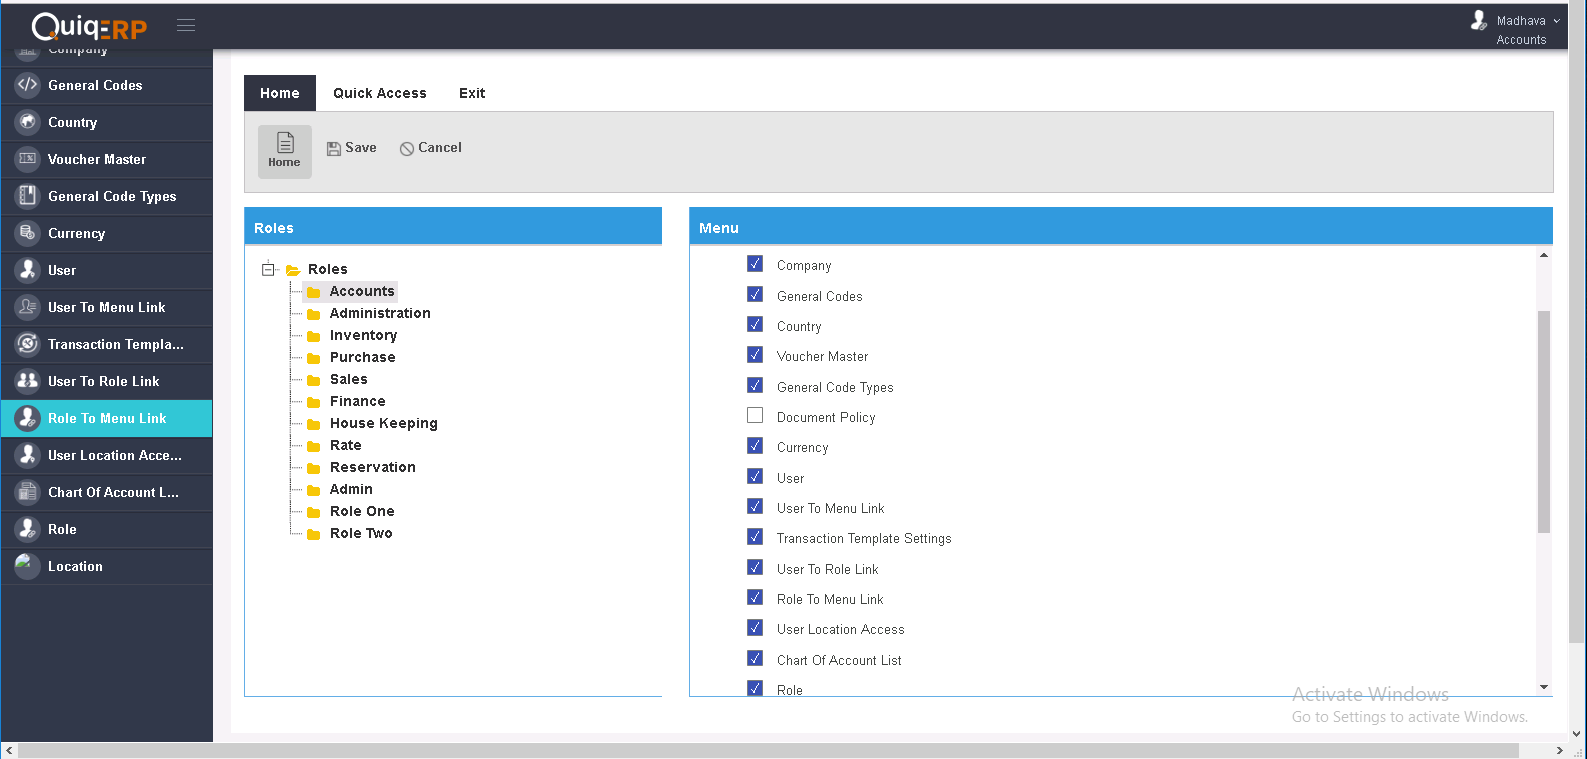 QuiqERP
Madhava
Accounts
Company
General Codes
Country
Voucher Master
General Code Types
Currency
User
User To Menu Link
Transaction Templa...
User To Role Link
Role To Menu Link
User Location Acce...
Chart Of Account L...
Role
Location
Home Quick Access Exit
Home
Save Cancel
Roles
Roles
Accounts
Administration
Inventory
Purchase
Sales
Finance
House Keeping
Rate
Reservation
Admin
Role One
Role Two
Menu
Company
General Codes
Country
Voucher Master
General Code Types
Document Policy
Currency
User
User To Menu Link
Transaction Template Settings
User To Role Link
Role To Menu Link
User Location Access
Chart Of Account List
Role
Activate Windows
Go to Settings to activate Windows.